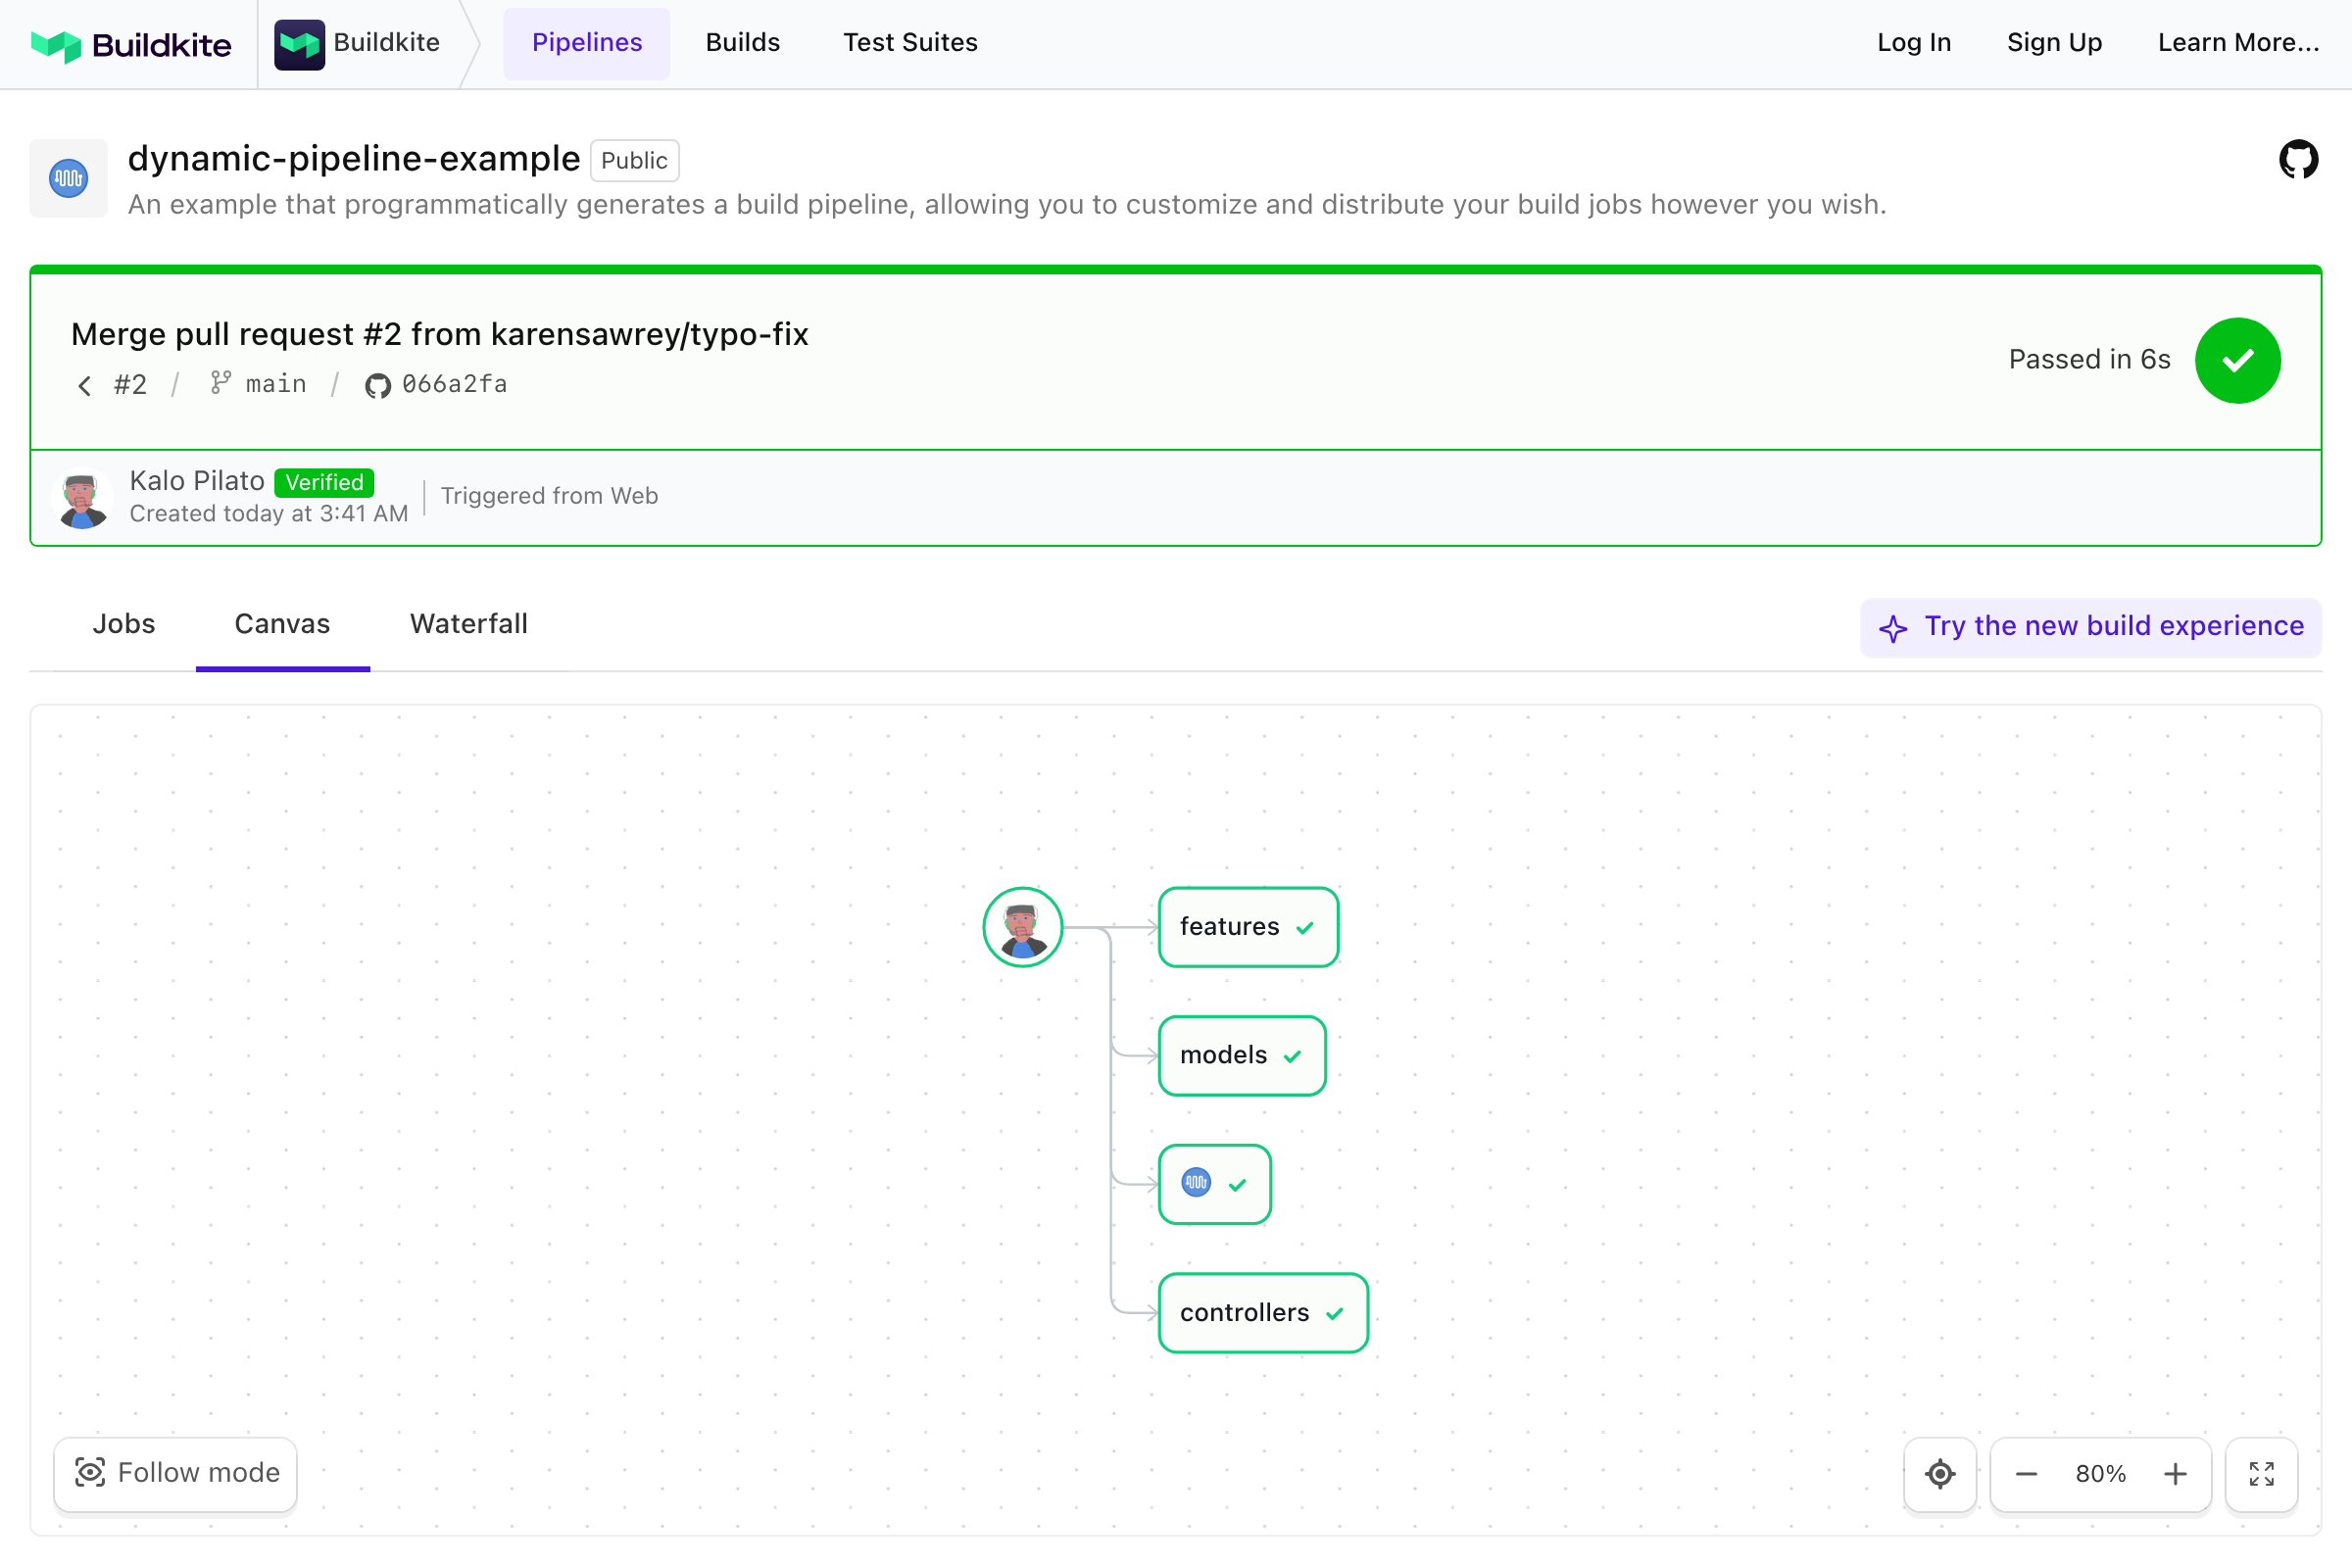 Buildkite
Buildkite
Pipelines
Builds
Test Suites
Log In
Sign Up
Learn More...
dynamic-pipeline-example Public
An example that programmatically generates a build pipeline, allowing you to customize and distribute your build jobs however you wish.
Merge pull request #2 from karensawrey/typo-fix
#2 / main / 066a2fa
Passed in 6s
Kalo Pilato Verified
Created today at 3:41 AM
Triggered from Web
Jobs
Canvas
Waterfall
Try the new build experience
features
models
controllers
Follow mode
80%